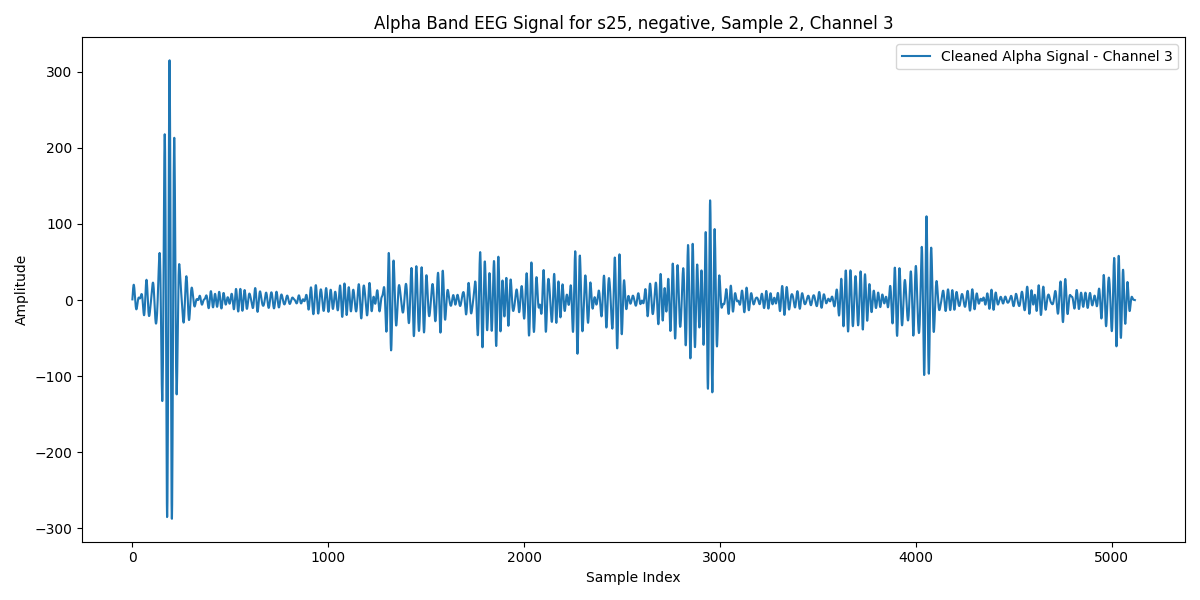 Alpha Band EEG Signal for s25, negative, Sample 2, Channel 3
Cleaned Alpha Signal - Channel 3
300
200
100
0
−100
−200
−300
Amplitude
0 1000 2000 3000 4000 5000
Sample Index